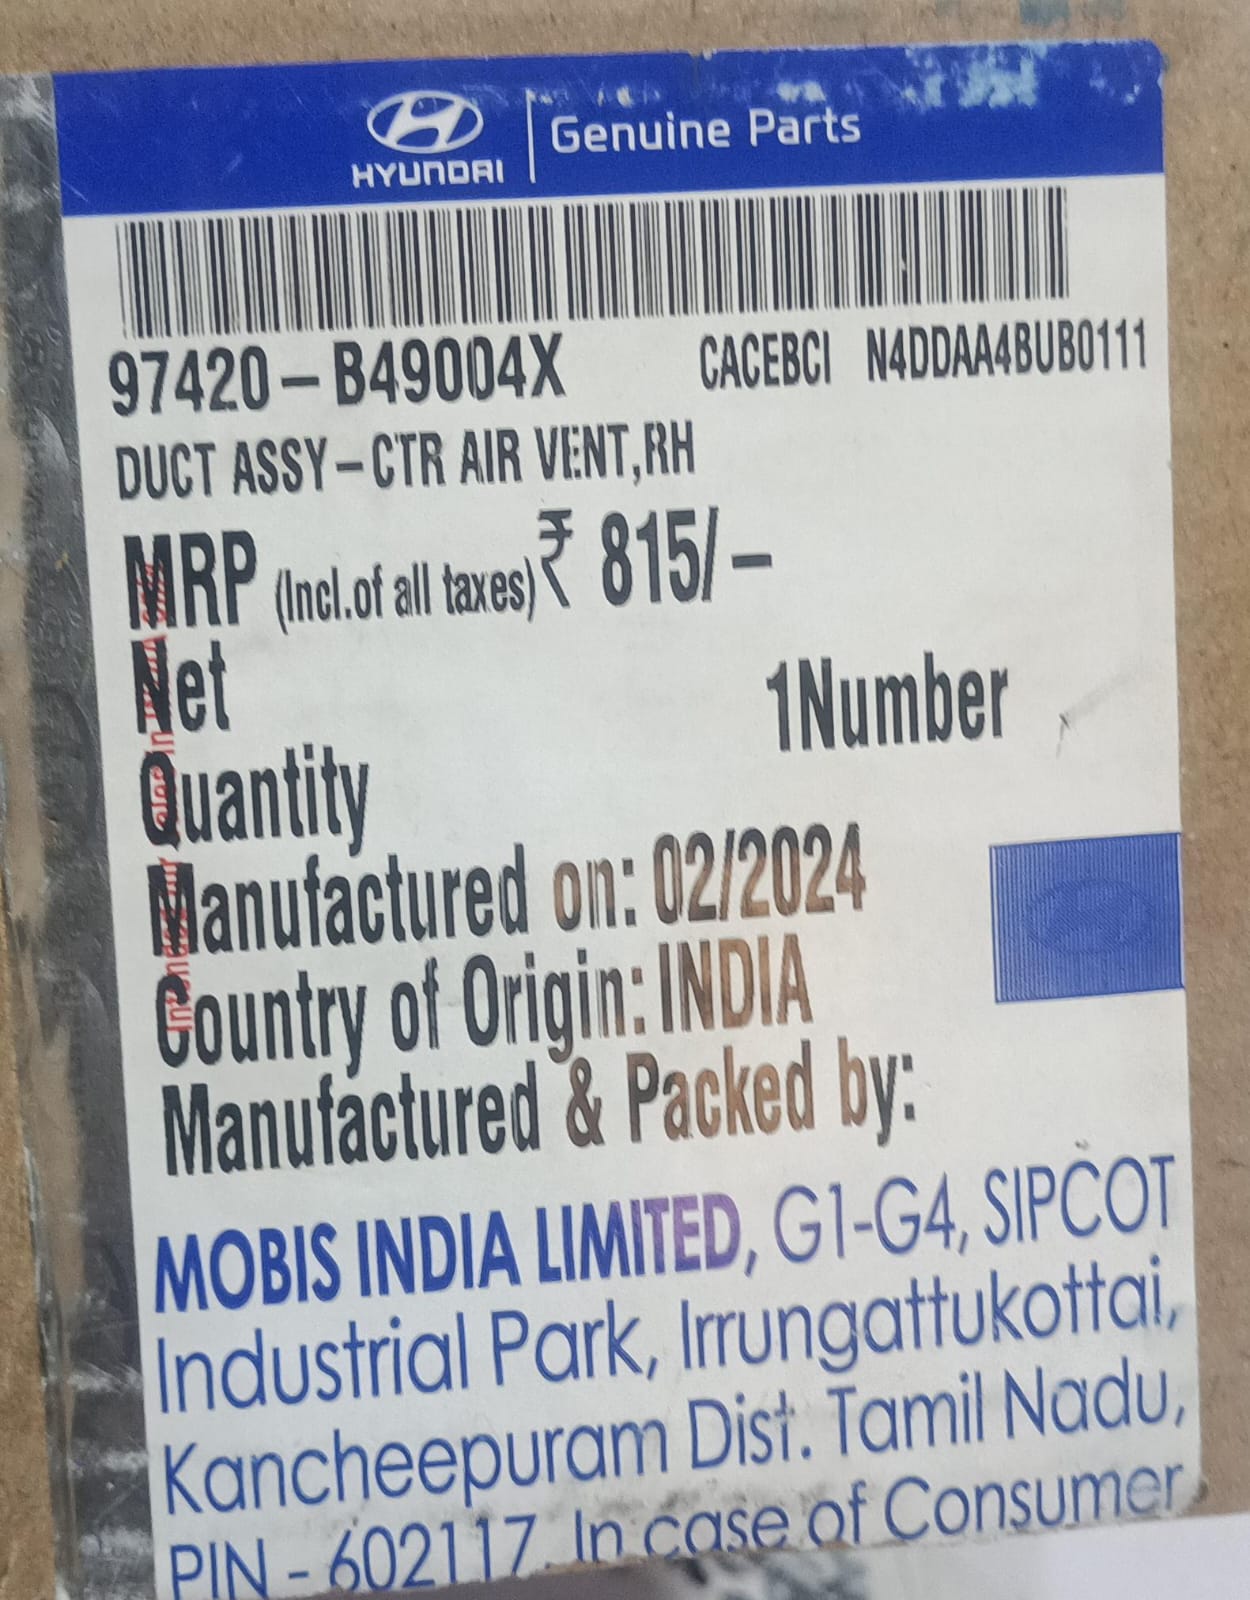 HYUNDAI
Genuine Parts
97420-B49004X CACEBCI N4DDAA4BUB0111
DUCT ASSY-CTR AIR VENT,RH
MRP (Incl.of all taxes) ₹ 815/-
Net
Quantity 1Number
Manufactured on: 02/2024
Country of Origin: INDIA
Manufactured & Packed by:
MOBIS INDIA LIMITED, G1-G4, SIPCOT
Industrial Park, Irrungattukottai,
Kancheepuram Dist. Tamil Nadu,
PIN - 602117. In case of Consumer